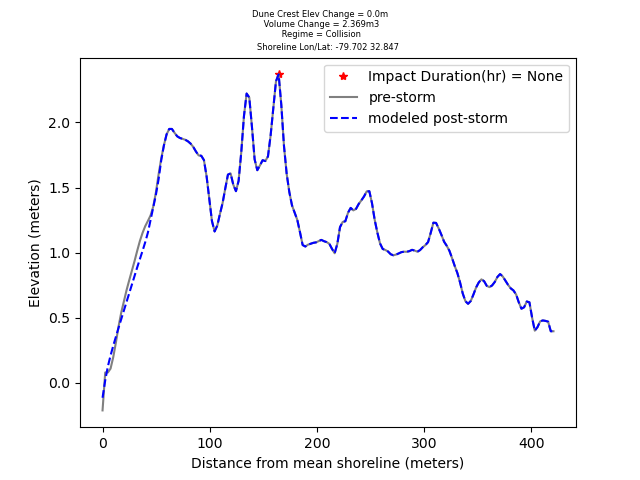 Dune Crest Elev Change = 0.0m
Volume Change = 2.369m3
Regime = Collision
Shoreline Lon/Lat: -79.702 32.847
Impact Duration(hr) = None
pre-storm
modeled post-storm
Elevation (meters)
2.0
1.5
1.0
0.5
0.0
0 100 200 300 400
Distance from mean shoreline (meters)